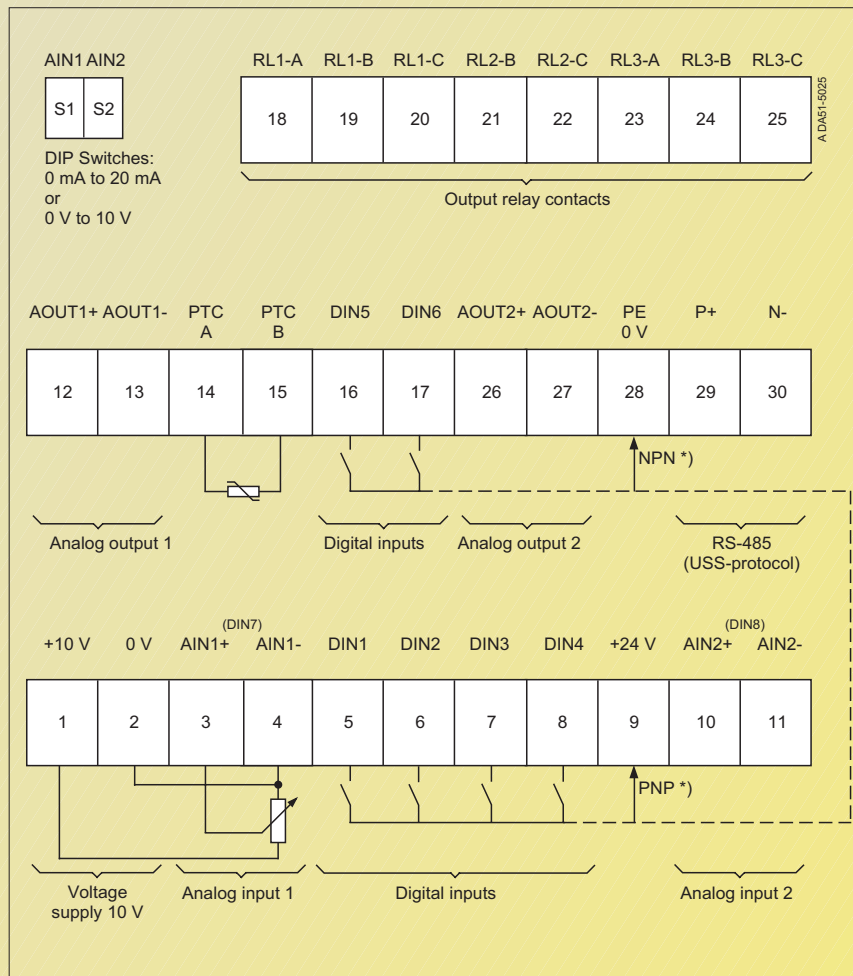 AIN1 AIN2
S1 S2
DIP Switches:
0 mA to 20 mA
or
0 V to 10 V
RL1-A RL1-B RL1-C RL2-B RL2-C RL3-A RL3-B RL3-C
18 19 20 21 22 23 24 25
A DA51-5025
Output relay contacts
AOUT1+ AOUT1- PTC A PTC B DIN5 DIN6 AOUT2+ AOUT2- PE 0 V P+ N-
12 13 14 15 16 17 26 27 28 29 30
NPN *)
Analog output 1
Digital inputs
Analog output 2
RS-485
(USS-protocol)
(DIN7) (DIN8)
+10 V 0 V AIN1+ AIN1- DIN1 DIN2 DIN3 DIN4 +24 V AIN2+ AIN2-
1 2 3 4 5 6 7 8 9 10 11
PNP *)
Voltage
supply 10 V
Analog input 1
Digital inputs
Analog input 2